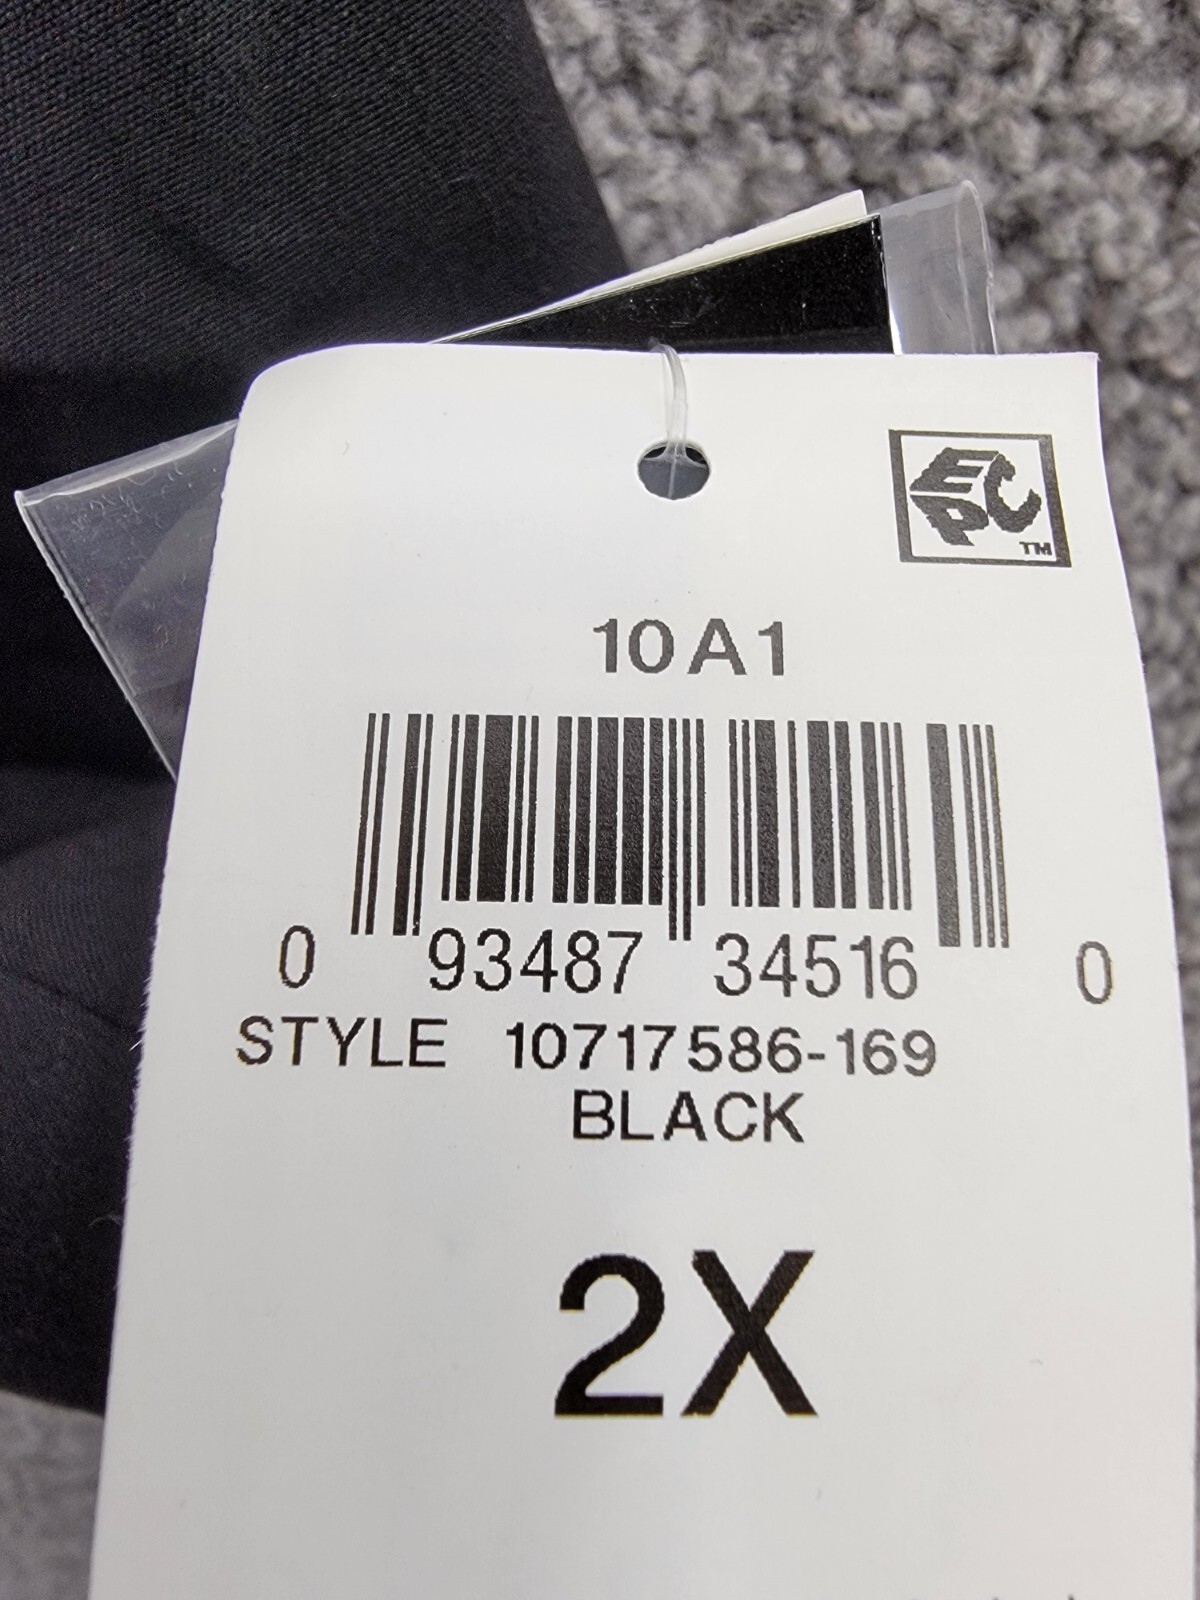 EPC
TM
10A1
0 93487 34516 0
STYLE 10717586-169
BLACK
2X